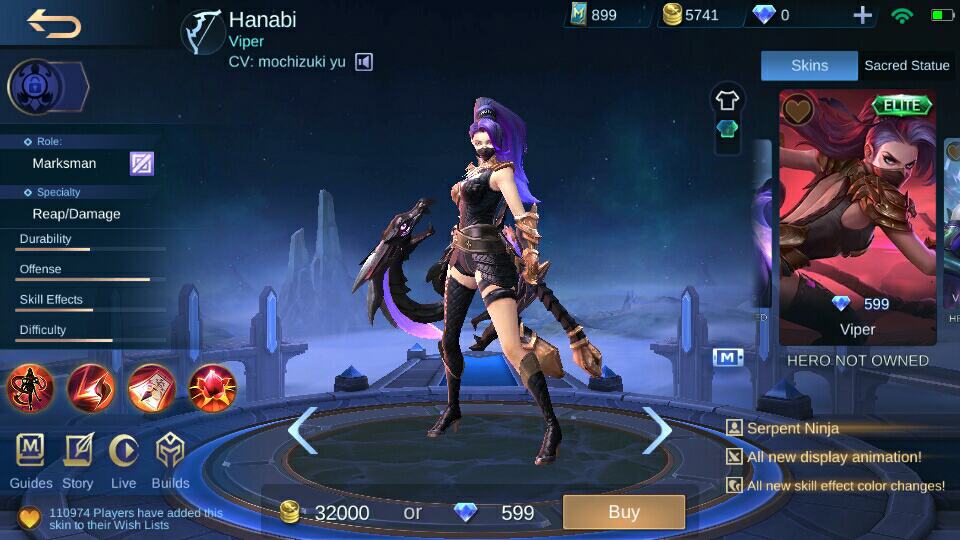 Hanabi
Viper
CV: mochizuki yu
899
5741
0
Skins
Sacred Statue
ELITE
Role:
Marksman
Specialty
Reap/Damage
Durability
Offense
Skill Effects
Difficulty
599
Viper
HERO NOT OWNED
M
Serpent Ninja
All new display animation!
All new skill effect color changes!
Guides
Story
Live
Builds
110974 Players have added this
skin to their Wish Lists
32000 or 599
Buy